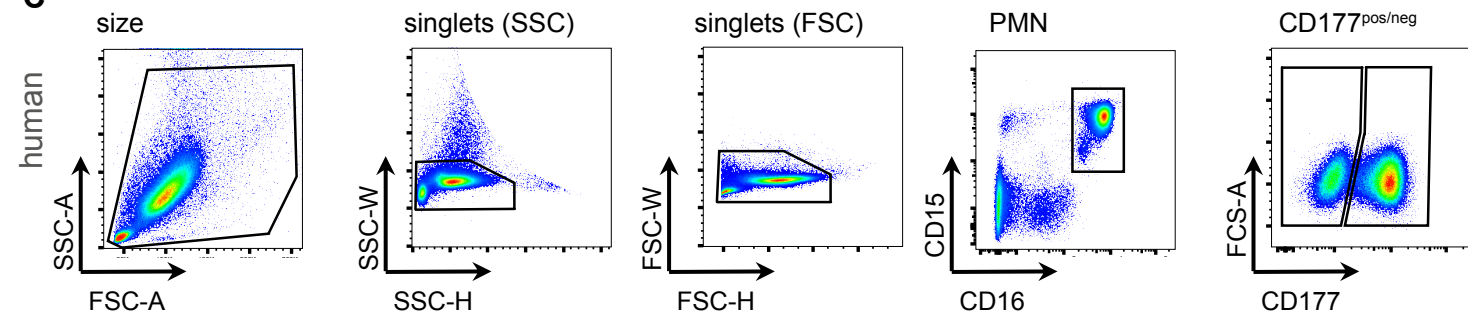 size
singlets (SSC)
singlets (FSC)
PMN
CD177pos/neg
human
SSC-A
FSC-A
SSC-W
SSC-H
FSC-W
FSC-H
CD15
CD16
FCS-A
CD177